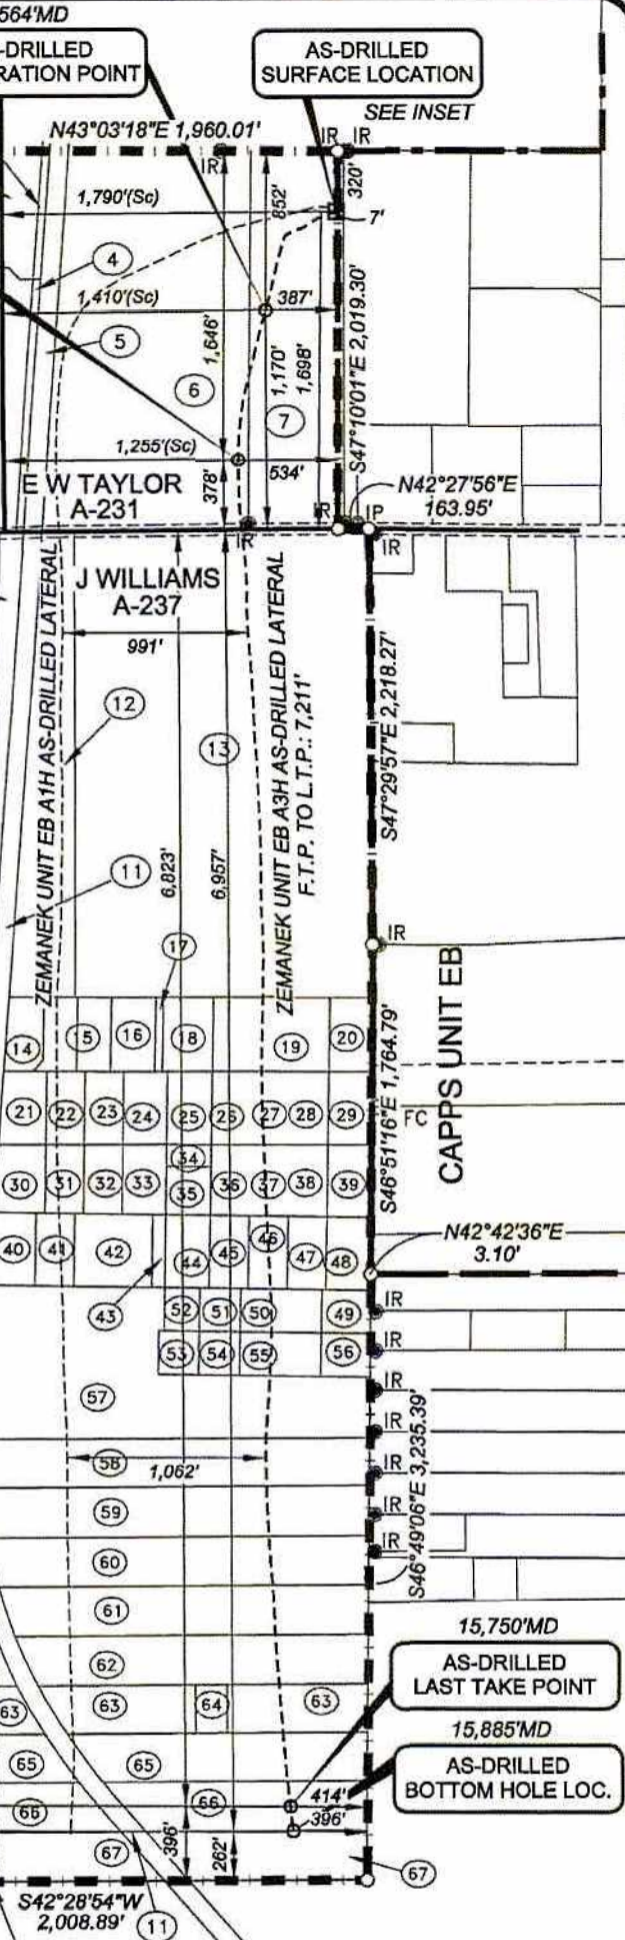 564'MD
-DRILLED
RATION POINT
AS-DRILLED
SURFACE LOCATION
SEE INSET
N43°03'18"E 1,960.01'
IR
IR
IR
320'
1,790'(Sc)
852'
7'
4
1,410'(Sc)
387'
5
1,646'
6
1,170'
1,698'
7
S47°10'01"E 2,019.30'
1,255'(Sc)
378'
534'
E W TAYLOR
A-231
N42°27'56"E
163.95'
IR
IR
IP
IR
J WILLIAMS
A-237
991'
ZEMANEK UNIT EB A1H AS-DRILLED LATERAL
ZEMANEK UNIT EB A3H AS-DRILLED LATERAL
F.T.P. TO L.T.P.: 7,211'
S47°29'57"E 2,218.27'
12
13
11
6,823'
6,957'
17
IR
CAPPS UNIT EB
14
15
16
18
19
20
S46°51'16"E 1,764.79'
21
22
23
24
25
26
27
28
29
FC
34
30
31
32
33
35
36
37
38
39
40
41
42
44
45
46
47
48
N42°42'36"E
3.10'
43
52
51
50
49
IR
53
54
55
56
IR
57
IR
IR
58
1,062'
IR
59
IR
60
IR
S46°49'06"E 3,235.39'
61
62
63
63
64
63
15,750'MD
AS-DRILLED
LAST TAKE POINT
15,885'MD
AS-DRILLED
BOTTOM HOLE LOC.
65
65
66
66
414'
396'
396'
262'
67
67
S42°28'54"W
2,008.89'
11